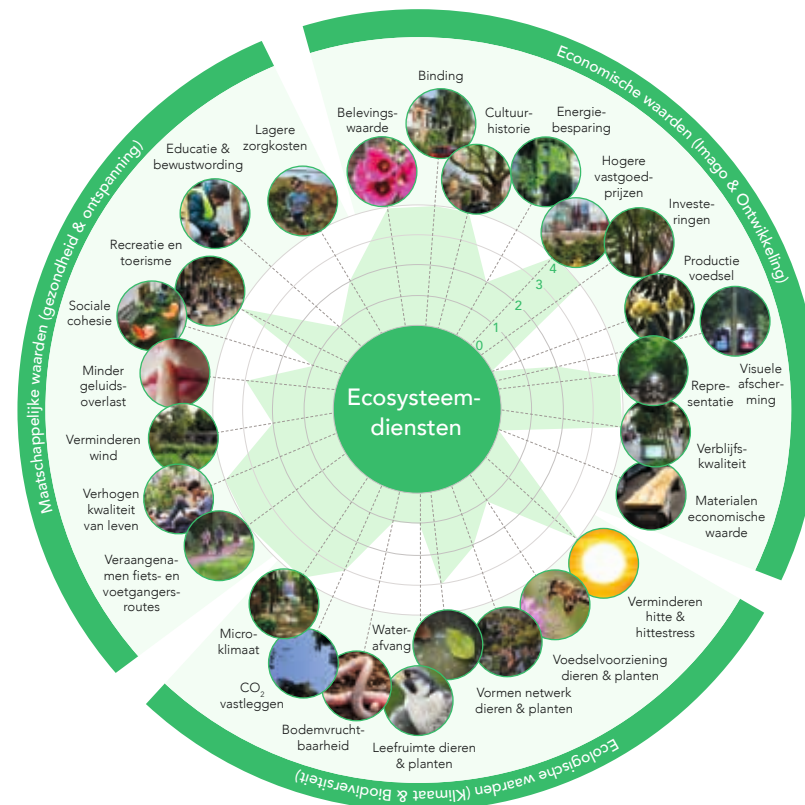 Economische waarden (Imago & Ontwikkeling)
Binding
Belevings-
waarde
Cultuur-
historie
Energie-
besparing
Hogere
vastgoed-
prijzen
Investe-
ringen
Productie
voedsel
Visuele
afscher-
ming
Repre-
sentatie
Verblijfs-
kwaliteit
Materialen
economische
waarde
4
3
2
1
0
Ecosysteem-
diensten
Maatschappelijke waarden (gezondheid & ontspanning)
Lagere
zorgkosten
Educatie &
bewustwording
Recreatie en
toerisme
Sociale
cohesie
Minder
geluids-
overlast
Verminderen
wind
Verhogen
kwaliteit
van leven
Veraangena-
men fiets- en
voetgangers-
routes
Micro-
klimaat
CO₂
vastleggen
Bodemvrucht-
baarheid
Water-
afvang
Leefruimte dieren
& planten
Vormen netwerk
dieren & planten
Voedselvoorziening
dieren & planten
Verminderen
hitte &
hittestress
Ecologische waarden (Klimaat & Biodiversiteit)